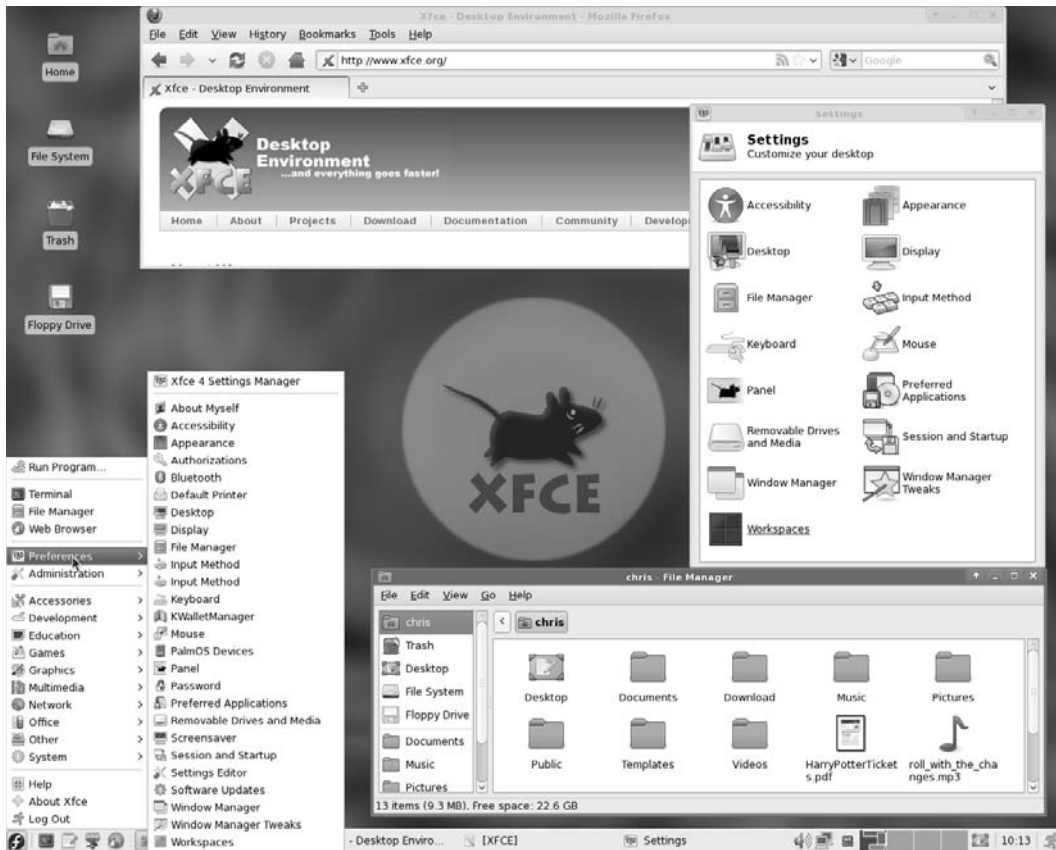 Home
File System
Trash
Floppy Drive
Xfce - Desktop Environment - Mozilla Firefox
File Edit View History Bookmarks Tools Help
http://www.xfce.org/
Google
Xfce - Desktop Environment
Desktop
Environment
...and everything goes faster!
XFCE
Home About Projects Download Documentation Community Develop
Settings
Settings
Customize your desktop
Accessibility
Appearance
Desktop
Display
File Manager
Input Method
Keyboard
Mouse
Panel
Preferred
Applications
Removable Drives
and Media
Session and Startup
Window Manager
Window Manager
Tweaks
Workspaces
XFCE
Run Program...
Terminal
File Manager
Web Browser
Preferences
Administration
Accessories
Development
Education
Games
Graphics
Multimedia
Network
Office
Other
System
Help
About Xfce
Log Out
Xfce 4 Settings Manager
About Myself
Accessibility
Appearance
Authorizations
Bluetooth
Default Printer
Desktop
Display
File Manager
Input Method
Input Method
Keyboard
KWalletManager
Mouse
PalmOS Devices
Panel
Password
Preferred Applications
Removable Drives and Media
Screensaver
Session and Startup
Settings Editor
Software Updates
Window Manager
Window Manager Tweaks
Workspaces
chris - File Manager
File Edit View Go Help
chris
Trash
Desktop
File System
Floppy Drive
Documents
Music
Pictures
chris
Desktop
Documents
Download
Music
Pictures
Public
Templates
Videos
HarryPotterTicket
s.pdf
roll_with_the_cha
nges.mp3
13 items (9.3 MB), Free space: 22.6 GB
- Desktop Enviro...
[XFCE]
Settings
10:13